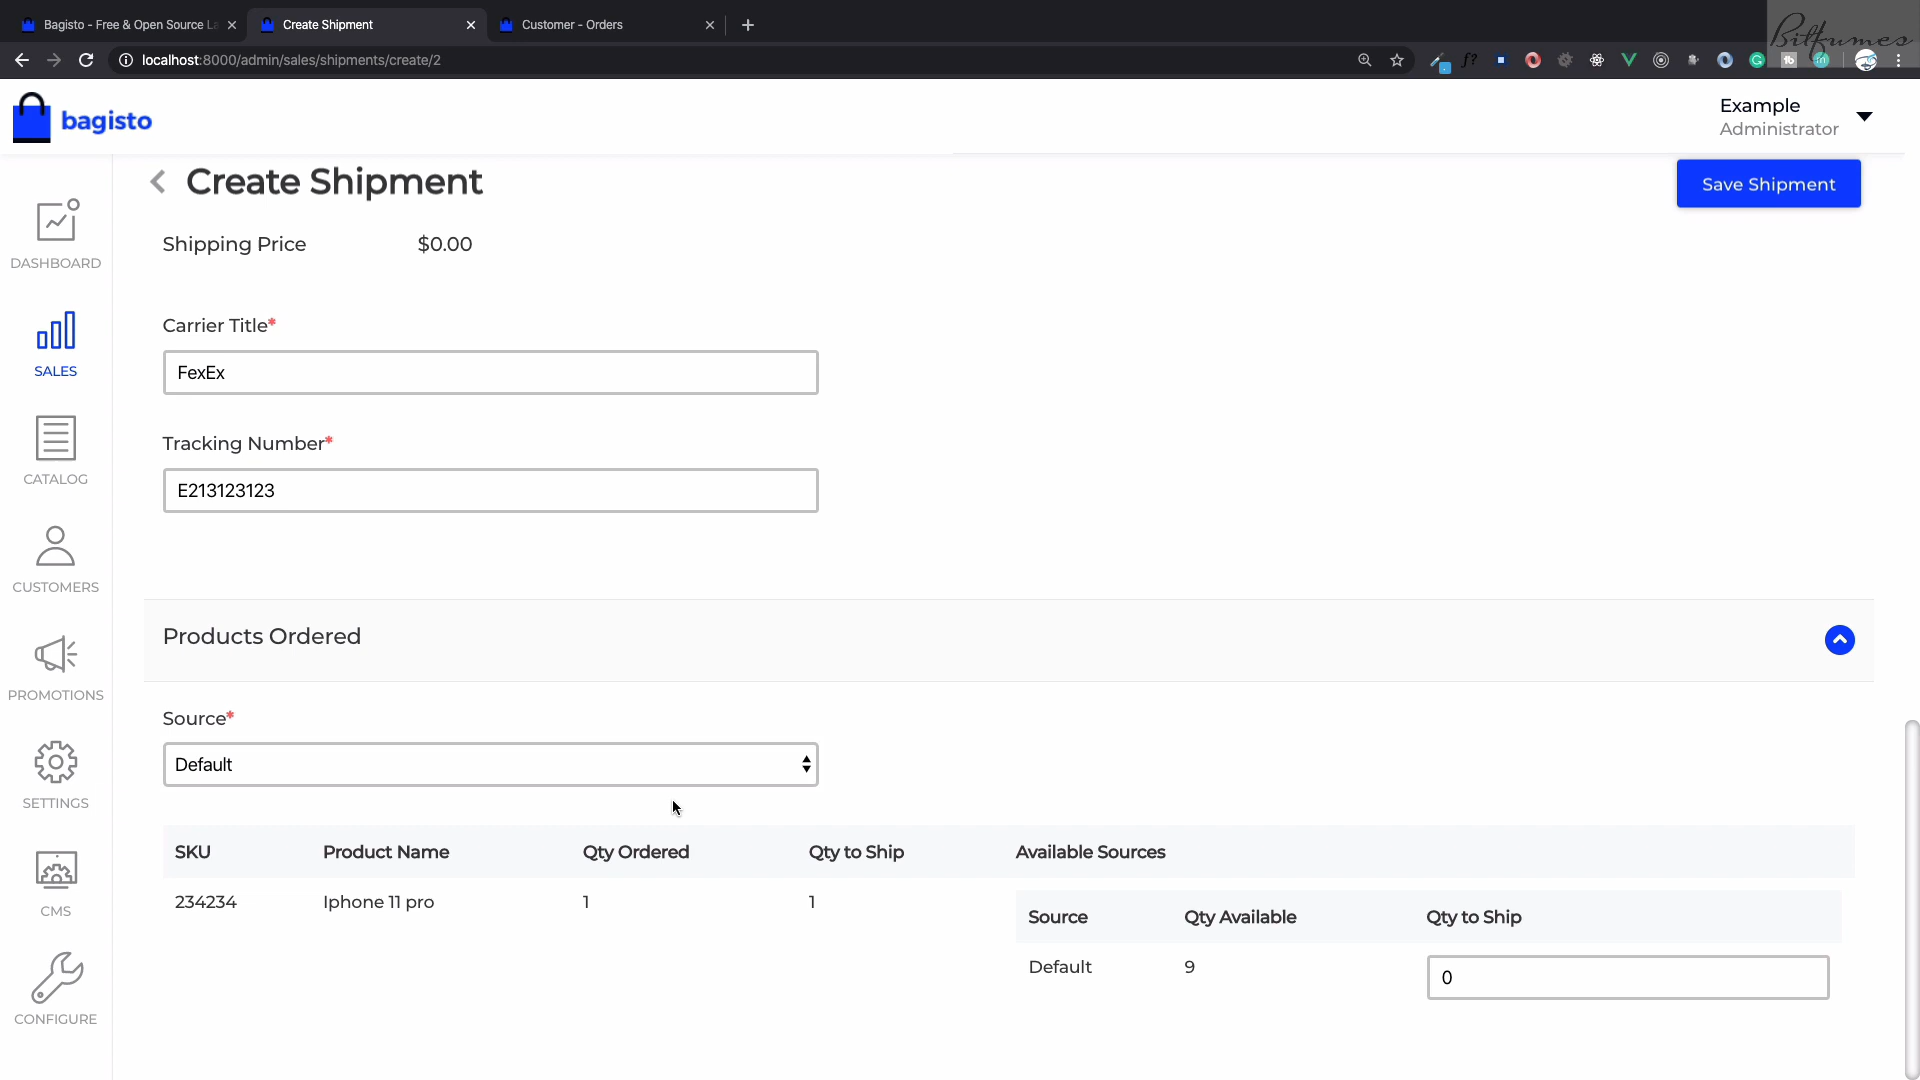 Bagisto - Free & Open Source La
Create Shipment
Customer - Orders
localhost:8000/admin/sales/shipments/create/2
Bitfumes
bagisto
Example
Administrator
Create Shipment
Save Shipment
Shipping Price $0.00
DASHBOARD
SALES
CATALOG
CUSTOMERS
PROMOTIONS
SETTINGS
CMS
CONFIGURE
Carrier Title*
FexEx
Tracking Number*
E213123123
Products Ordered
Source*
Default
SKU Product Name Qty Ordered Qty to Ship Available Sources
234234 Iphone 11 pro 1 1
Source Qty Available Qty to Ship
Default 9 0